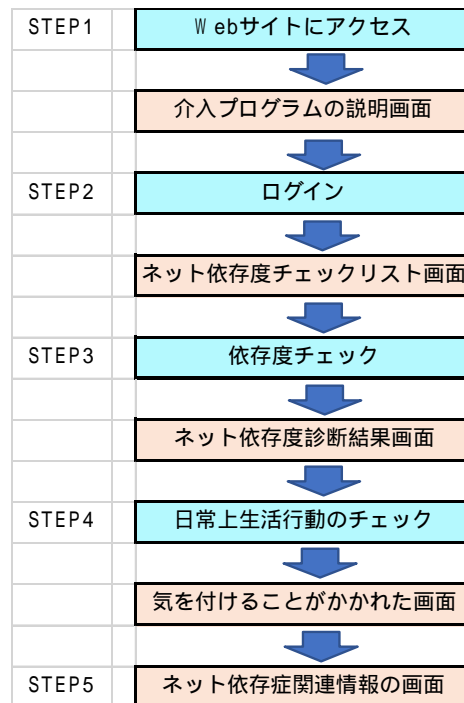 STEP1 Webサイトにアクセス
介入プログラムの説明画面
STEP2 ログイン
ネット依存度チェックリスト画面
STEP3 依存度チェック
ネット依存度診断結果画面
STEP4 日常上生活行動のチェック
気を付けることがかかれた画面
STEP5 ネット依存症関連情報の画面